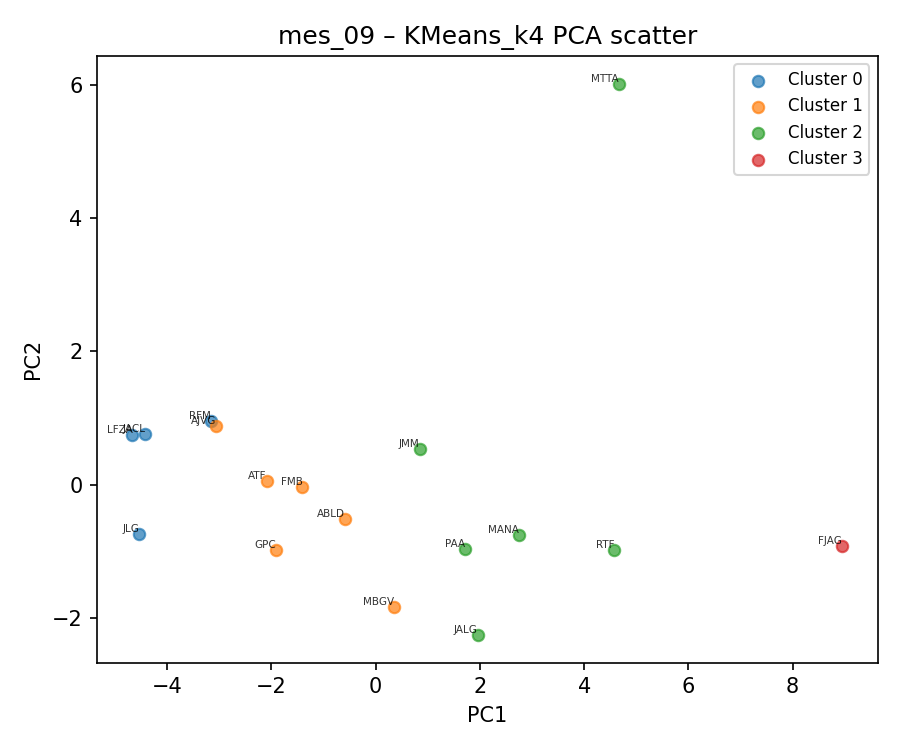 mes_09 – KMeans_k4 PCA scatter
MTTA
Cluster 0
Cluster 1
Cluster 2
Cluster 3
6
4
2
0
−2
PC2
RFM
AJVG
JACL
JMM
ATF
FMB
ABLD
JLG
GPC
PAA
MANA
RTF
FJAG
MBGV
JALG
−4
−2
0
2
4
6
8
PC1